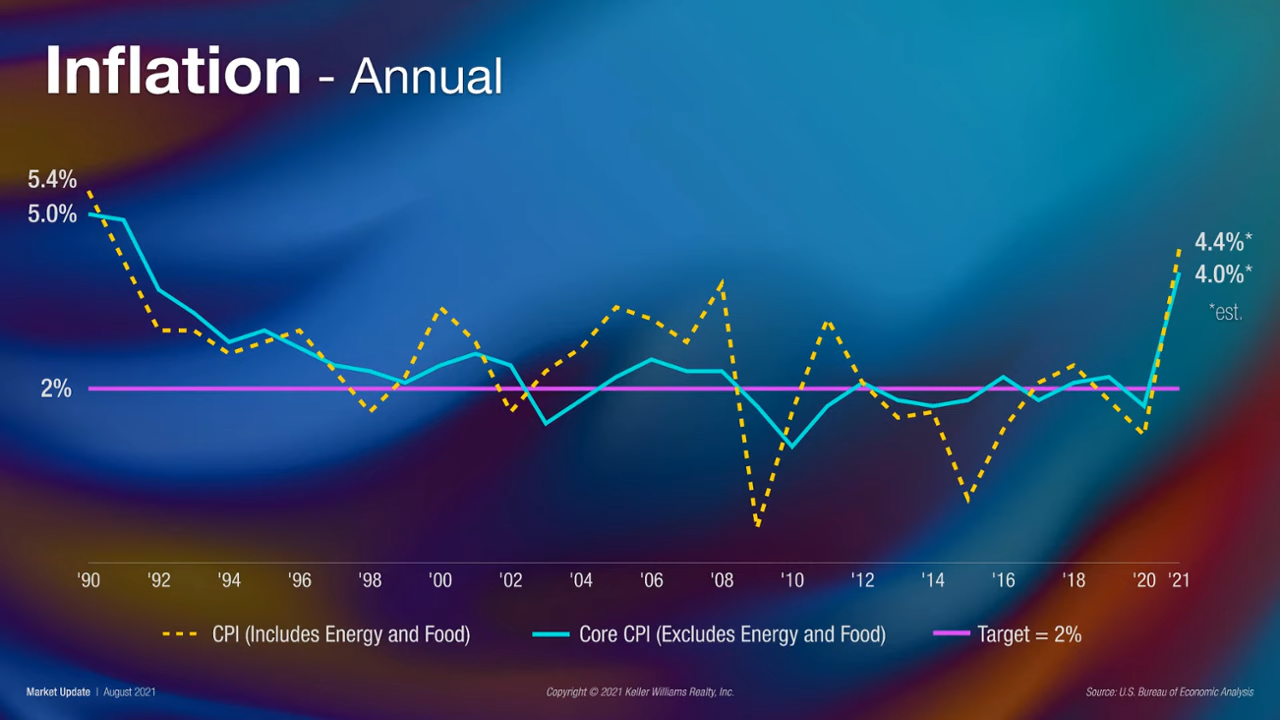 Inflation - Annual
5.4%
5.0%
4.4%*
4.0%*
*est.
2%
'90 '92 '94 '96 '98 '00 '02 '04 '06 '08 '10 '12 '14 '16 '18 '20 '21
CPI (Includes Energy and Food) Core CPI (Excludes Energy and Food) Target = 2%
Market Update | August 2021 Copyright © 2021 Keller Williams Realty, Inc. Source: U.S. Bureau of Economic Analysis